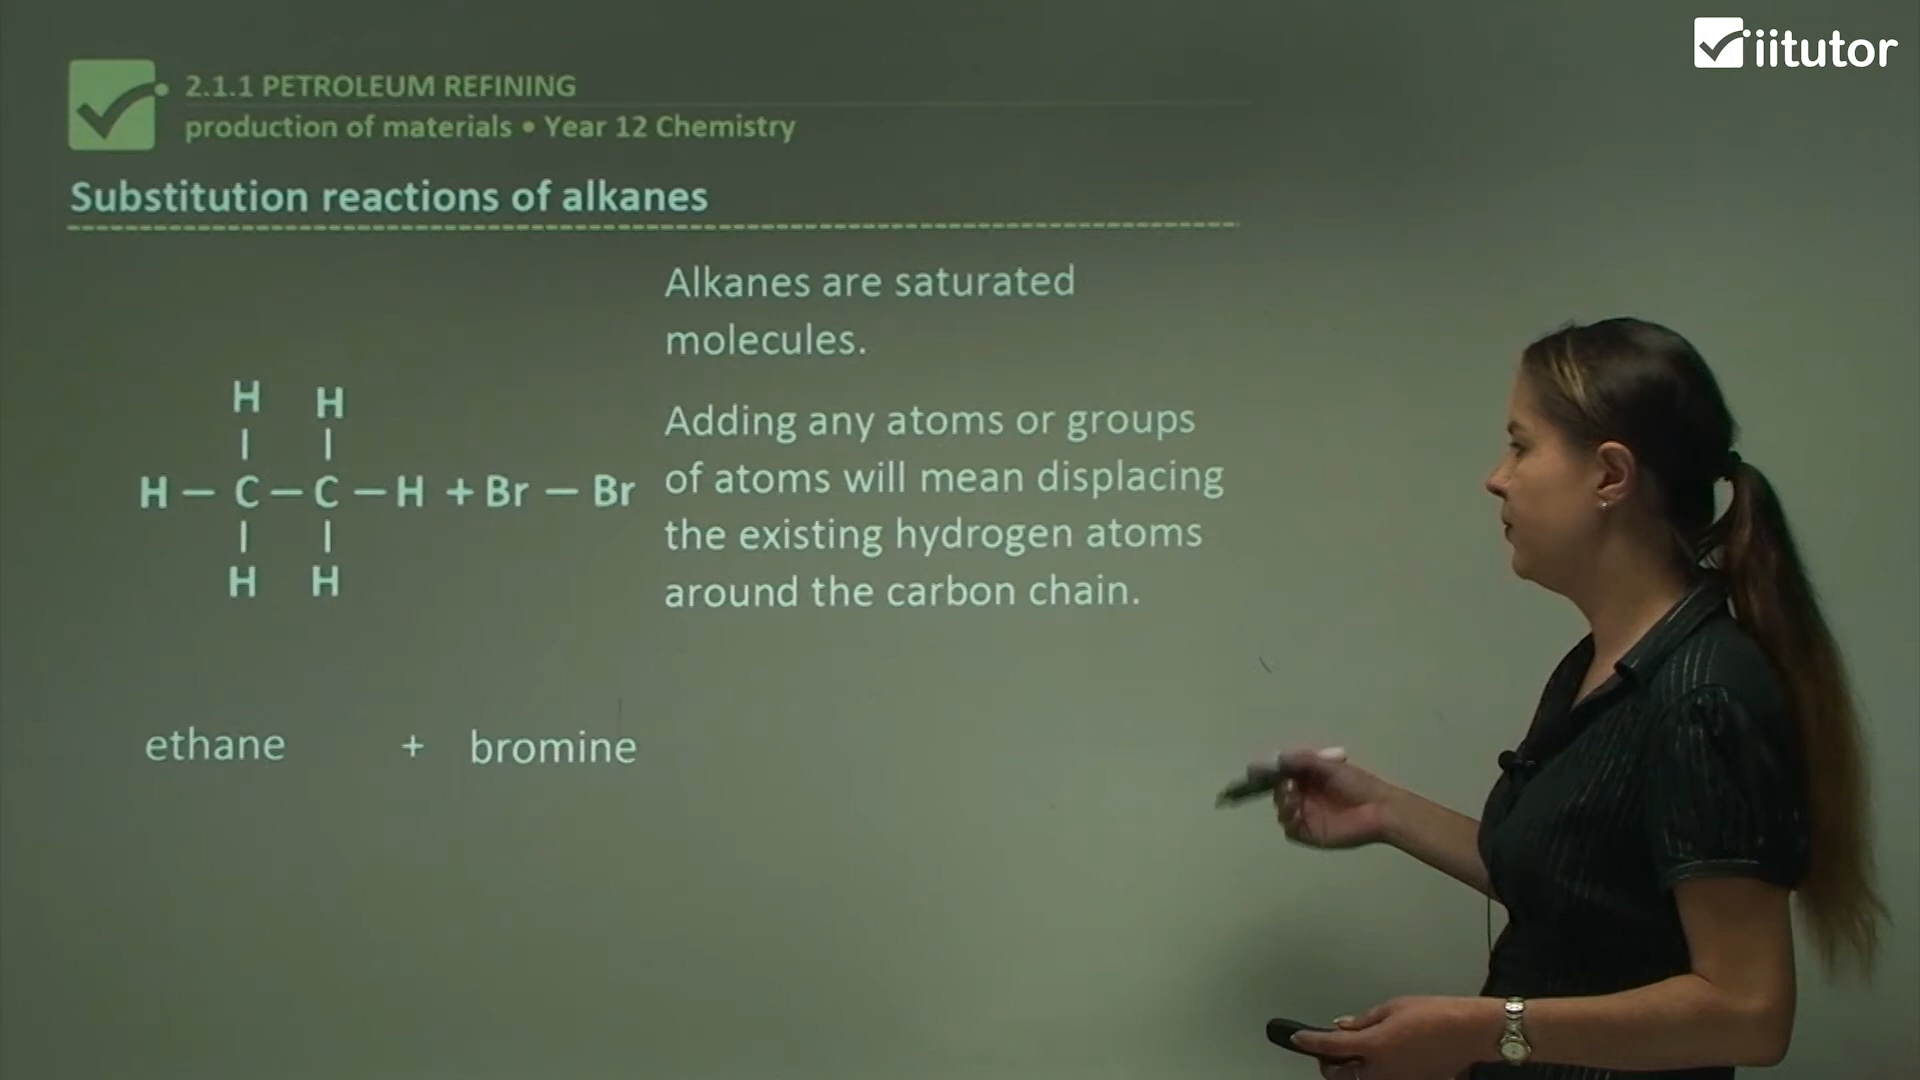 iitutor
2.1.1 PETROLEUM REFINING
production of materials • Year 12 Chemistry
Substitution reactions of alkanes
Alkanes are saturated
molecules.
Adding any atoms or groups
of atoms will mean displacing
the existing hydrogen atoms
around the carbon chain.
H H
| |
H — C — C — H + Br — Br
| |
H H
ethane + bromine